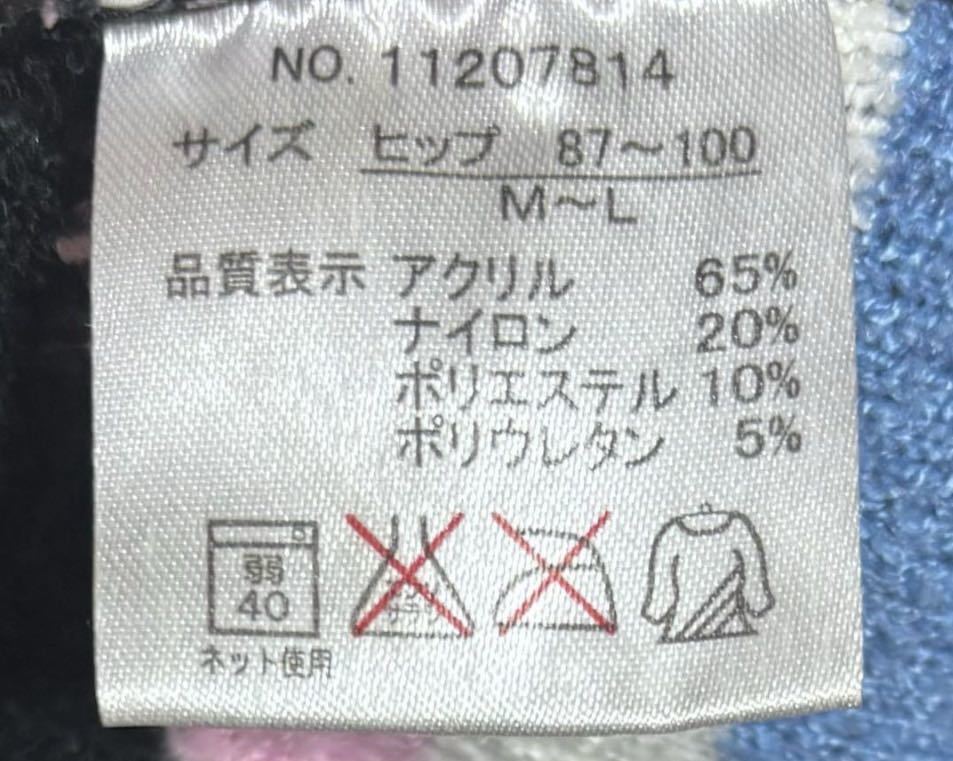 NO. 11207814
サイズ ヒップ 87～100
M～L
品質表示 アクリル 65%
ナイロン 20%
ポリエステル 10%
ポリウレタン 5%
弱
40
ネット使用